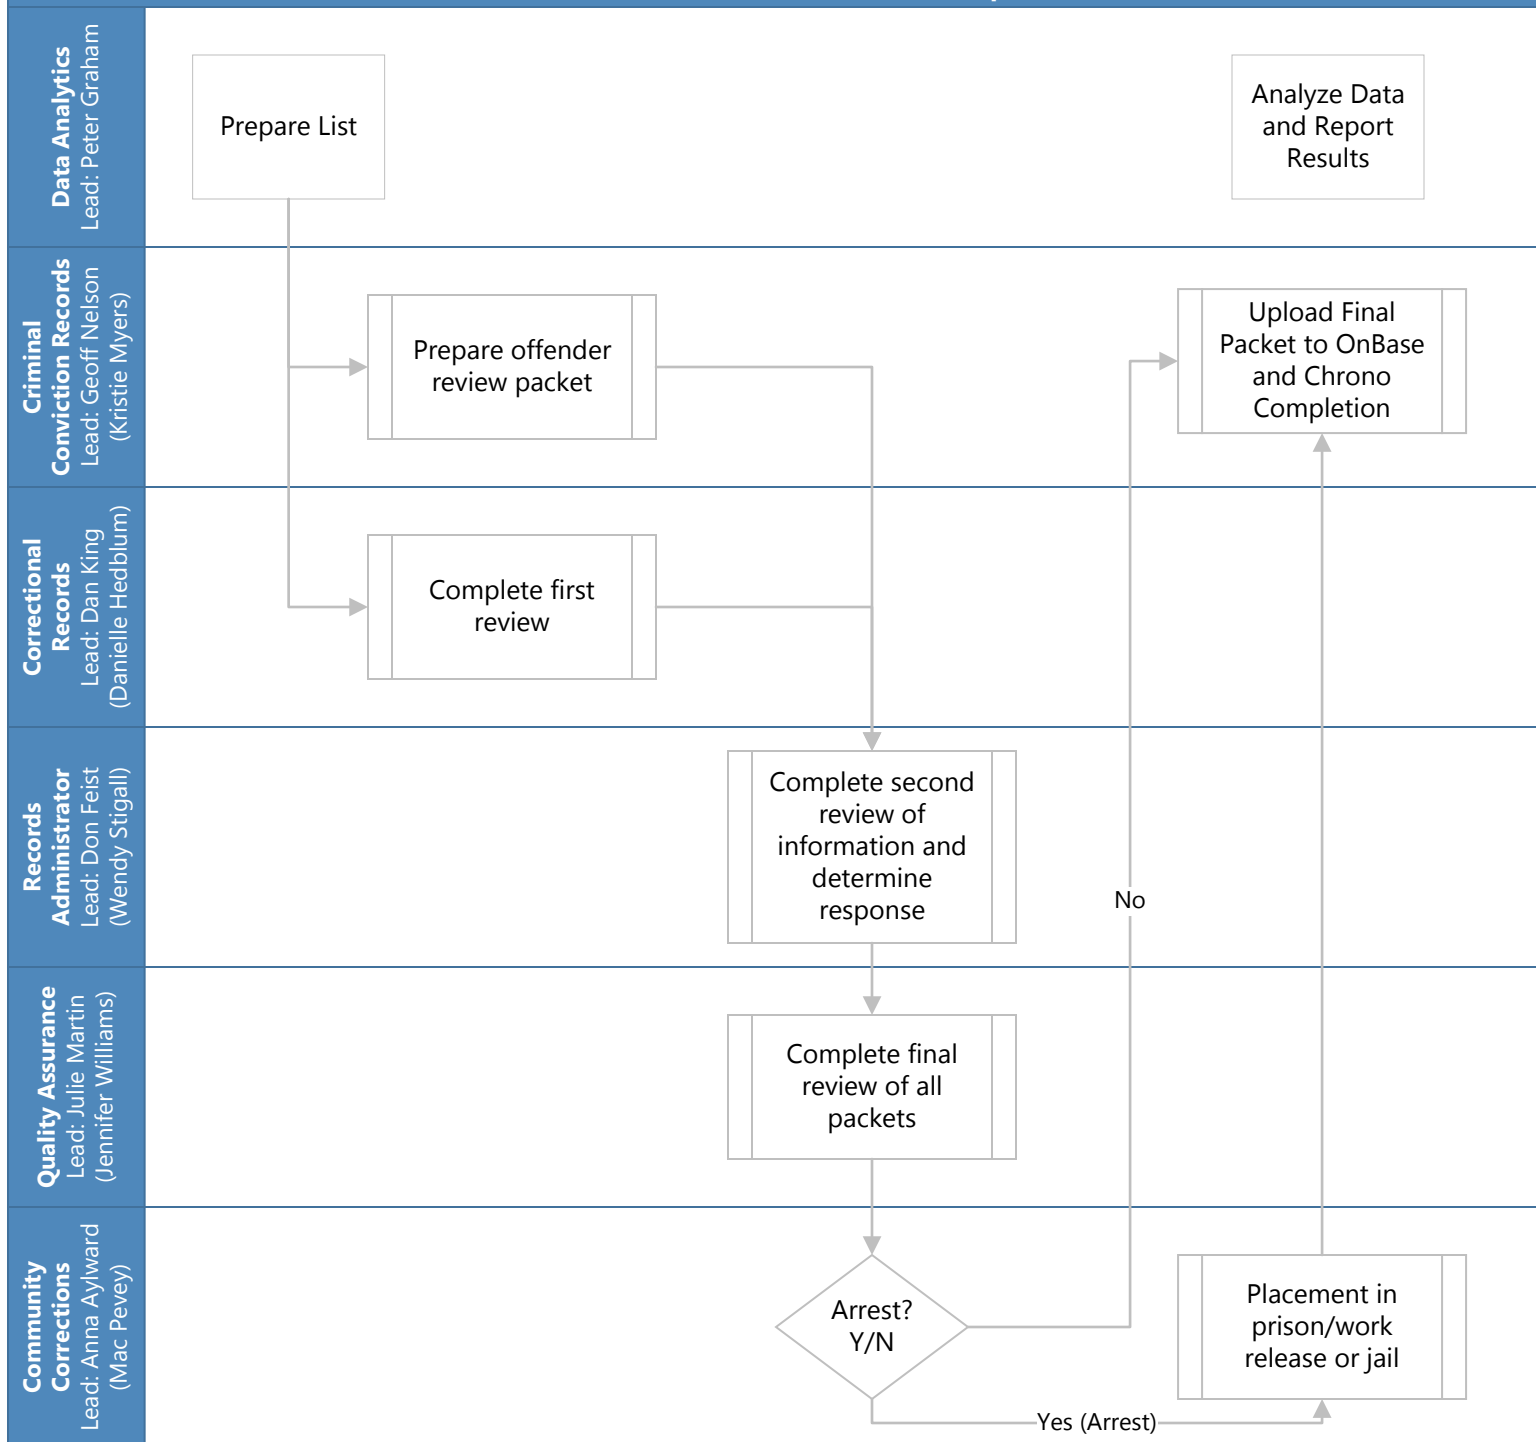 Data Analytics
Lead: Peter Graham
Prepare List
Analyze Data
and Report
Results
Criminal
Conviction Records
Lead: Geoff Nelson
(Kristie Myers)
Prepare offender
review packet
Upload Final
Packet to OnBase
and Chrono
Completion
Correctional
Records
Lead: Dan King
(Danielle Hedblum)
Complete first
review
Records
Administrator
Lead: Don Feist
(Wendy Stigall)
Complete second
review of
information and
determine
response
No
Quality Assurance
Lead: Julie Martin
(Jennifer Williams)
Complete final
review of all
packets
Community
Corrections
Lead: Anna Aylward
(Mac Pevey)
Arrest?
Y/N
Placement in
prison/work
release or jail
Yes (Arrest)